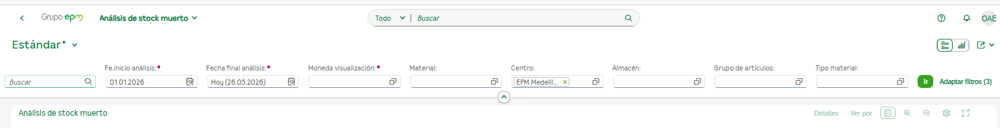 Grupo·epm Análisis de stock muerto Todo Buscar OAE
Estándar*
Fe.inicio análisis: Fecha final análisis: Moneda visualización: Material: Centro: Almacén: Grupo de artículos: Tipo material:
Buscar 01.01.2026 Hoy (26.05.2026) EPM Medellí... Ir Adaptar filtros (3)
Análisis de stock muerto Detalles Ver por